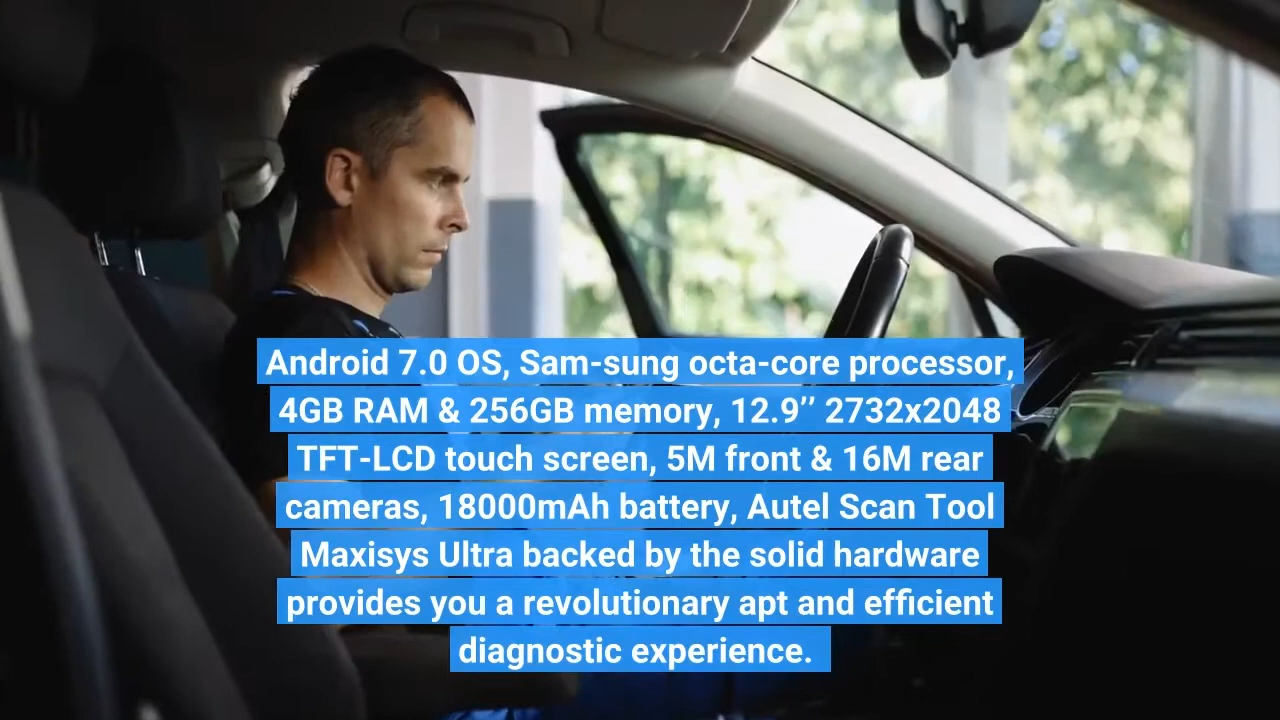 Android 7.0 OS, Sam-sung octa-core processor,
4GB RAM & 256GB memory, 12.9’’ 2732x2048
TFT-LCD touch screen, 5M front & 16M rear
cameras, 18000mAh battery, Autel Scan Tool
Maxisys Ultra backed by the solid hardware
provides you a revolutionary apt and efficient
diagnostic experience.